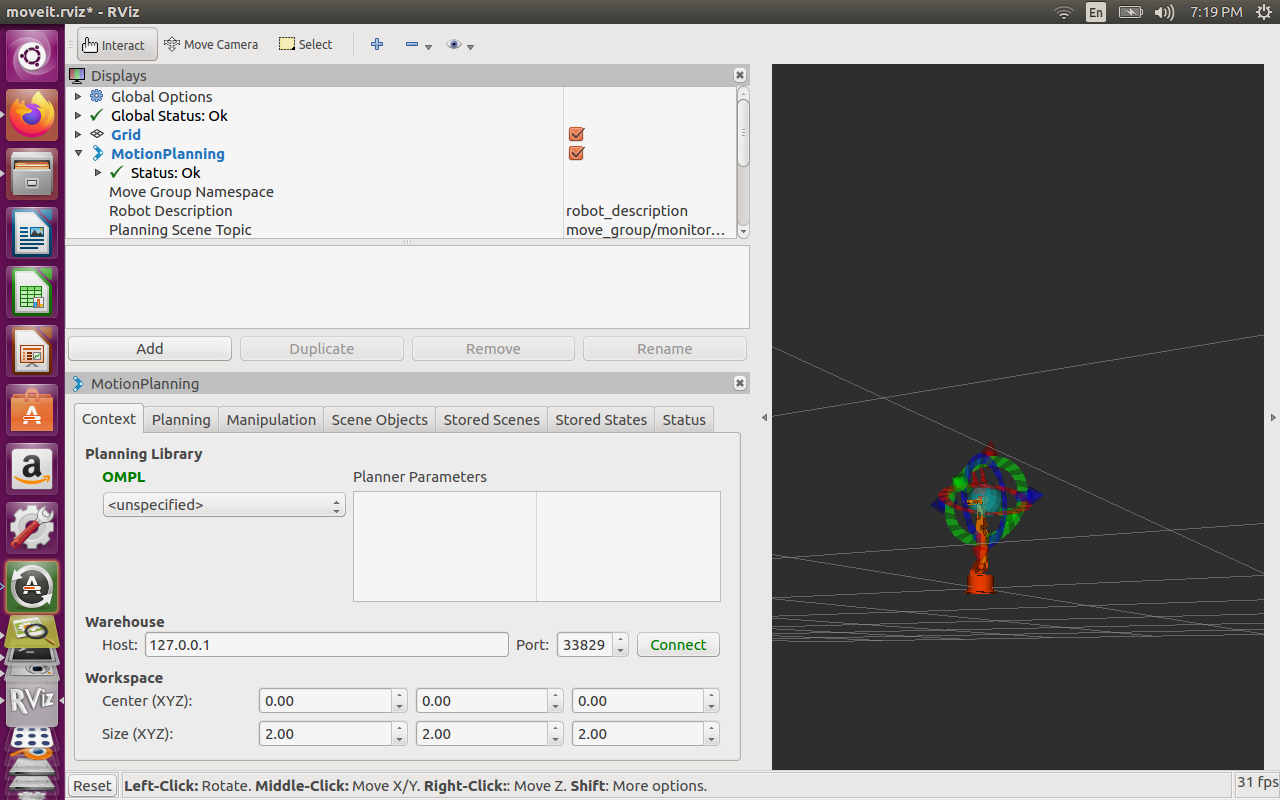 moveit.rviz* - RViz
En
7:19 PM
Interact
Move Camera
Select
Displays
Global Options
Global Status: Ok
Grid
MotionPlanning
Status: Ok
Move Group Namespace
Robot Description robot_description
Planning Scene Topic move_group/monitor...
Add Duplicate Remove Rename
MotionPlanning
Context Planning Manipulation Scene Objects Stored Scenes Stored States Status
Planning Library
OMPL Planner Parameters
<unspecified>
Warehouse
Host: 127.0.0.1 Port: 33829 Connect
Workspace
Center (XYZ): 0.00 0.00 0.00
Size (XYZ): 2.00 2.00 2.00
RViz
Reset Left-Click: Rotate. Middle-Click: Move X/Y. Right-Click:: Move Z. Shift: More options. 31 fps